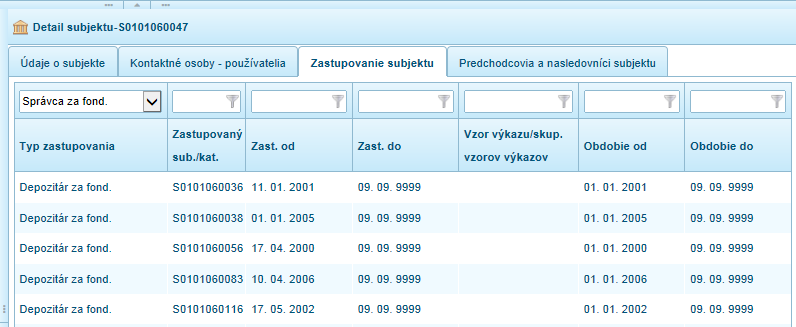 Detail subjektu-S0101060047
Údaje o subjekte Kontaktné osoby - používatelia Zastupovanie subjektu Predchodcovia a nasledovníci subjektu
Správca za fond.
Typ zastupovania Zastupovaný sub./kat. Zast. od Zast. do Vzor výkazu/skup. vzorov výkazov Obdobie od Obdobie do
Depozitár za fond. S0101060036 11. 01. 2001 09. 09. 9999 01. 01. 2001 09. 09. 9999
Depozitár za fond. S0101060038 01. 01. 2005 09. 09. 9999 01. 01. 2005 09. 09. 9999
Depozitár za fond. S0101060056 17. 04. 2000 09. 09. 9999 01. 01. 2000 09. 09. 9999
Depozitár za fond. S0101060083 10. 04. 2006 09. 09. 9999 01. 01. 2006 09. 09. 9999
Depozitár za fond. S0101060116 17. 05. 2002 09. 09. 9999 01. 01. 2002 09. 09. 9999